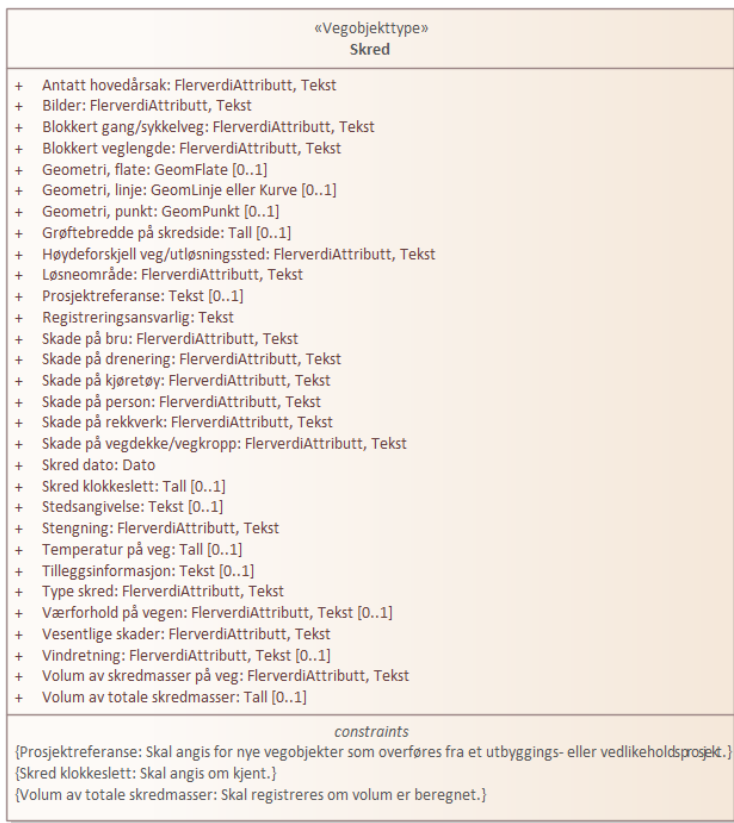 «Vegobjekttype»
Skred
+ Antatt hovedårsak: FlerverdiAttributt, Tekst
+ Bilder: FlerverdiAttributt, Tekst
+ Blokkert gang/sykkelveg: FlerverdiAttributt, Tekst
+ Blokkert veglengde: FlerverdiAttributt, Tekst
+ Geometri, flate: GeomFlate [0..1]
+ Geometri, linje: GeomLinje eller Kurve [0..1]
+ Geometri, punkt: GeomPunkt [0..1]
+ Grøftebredde på skredside: Tall [0..1]
+ Høydeforskjell veg/utløsningssted: FlerverdiAttributt, Tekst
+ Løsneområde: FlerverdiAttributt, Tekst
+ Prosjektreferanse: Tekst [0..1]
+ Registreringsansvarlig: Tekst
+ Skade på bru: FlerverdiAttributt, Tekst
+ Skade på drenering: FlerverdiAttributt, Tekst
+ Skade på kjøretøy: FlerverdiAttributt, Tekst
+ Skade på person: FlerverdiAttributt, Tekst
+ Skade på rekkverk: FlerverdiAttributt, Tekst
+ Skade på vegdekke/vegkropp: FlerverdiAttributt, Tekst
+ Skred dato: Dato
+ Skred klokkeslett: Tall [0..1]
+ Stedsangivelse: Tekst [0..1]
+ Stengning: FlerverdiAttributt, Tekst
+ Temperatur på veg: Tall [0..1]
+ Tilleggsinformasjon: Tekst [0..1]
+ Type skred: FlerverdiAttributt, Tekst
+ Værforhold på vegen: FlerverdiAttributt, Tekst [0..1]
+ Vesentlige skader: FlerverdiAttributt, Tekst
+ Vindretning: FlerverdiAttributt, Tekst [0..1]
+ Volum av skredmasser på veg: FlerverdiAttributt, Tekst
+ Volum av totale skredmasser: Tall [0..1]
constraints
{Prosjektreferanse: Skal angis for nye vegobjekter som overføres fra et utbyggings- eller vedlikeholdsprosjekt.}
{Skred klokkeslett: Skal angis om kjent.}
{Volum av totale skredmasser: Skal registreres om volum er beregnet.}